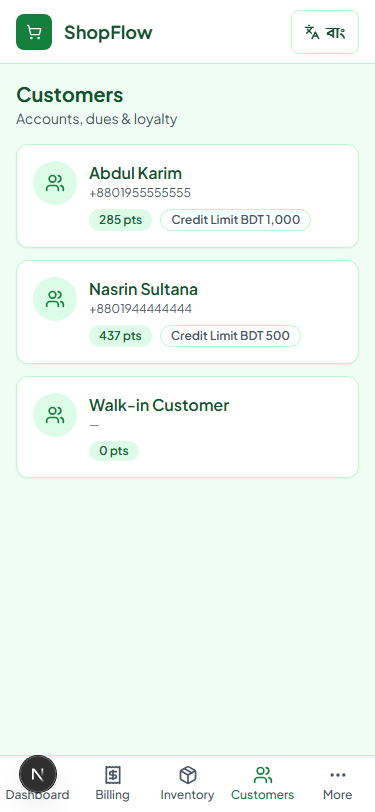 ShopFlow
বাং
Customers
Accounts, dues & loyalty
Abdul Karim
+8801955555555
285 pts
Credit Limit BDT 1,000
Nasrin Sultana
+8801944444444
437 pts
Credit Limit BDT 500
Walk-in Customer
—
0 pts
N
Dashboard
Billing
Inventory
Customers
More